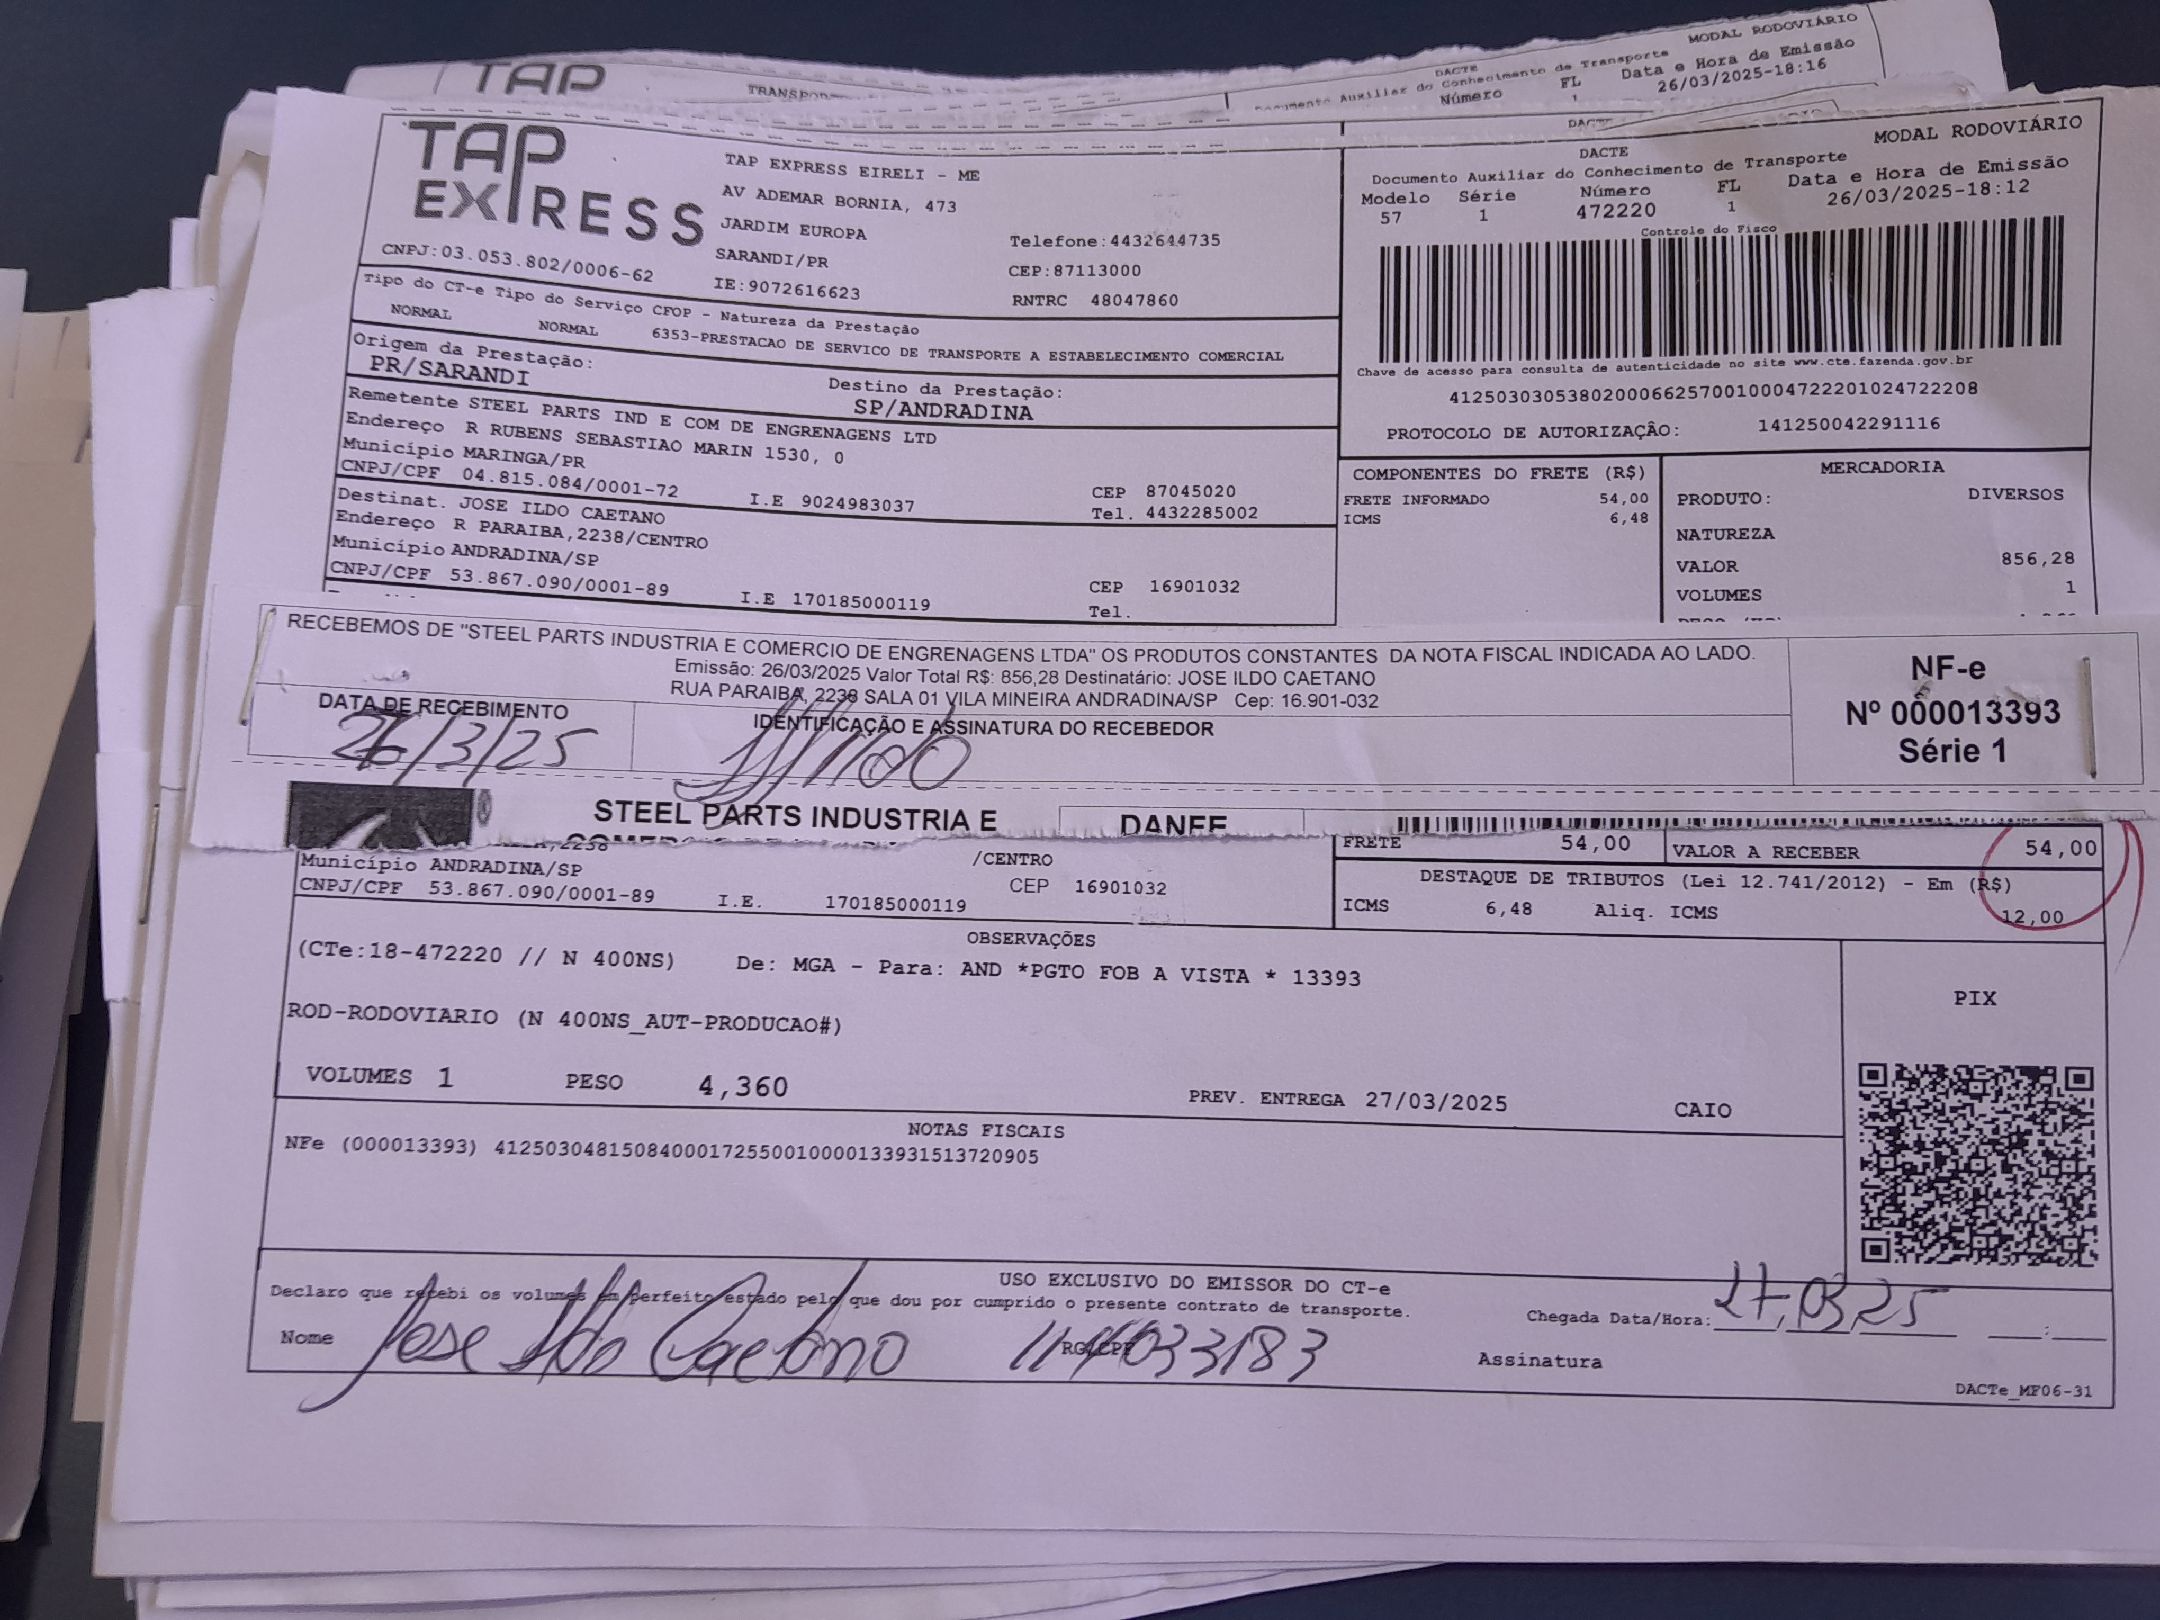 TAP
TRANSPOR
DACTE
MODAL RODOVIÁRIO
Documento Auxiliar do Conhecimento de Transporte
Número FL Data e Hora de Emissão
1 26/03/2025-18:16
TAP EXPRESS
CNPJ:03.053.802/0006-62
TAP EXPRESS EIRELI - ME
AV ADEMAR BORNIA, 473
JARDIM EUROPA
SARANDI/PR
IE:9072616623
Telefone:4432644735
CEP:87113000
RNTRC 48047860
DACTE
MODAL RODOVIÁRIO
Documento Auxiliar do Conhecimento de Transporte
Modelo Série Número FL Data e Hora de Emissão
57 1 472220 1 26/03/2025-18:12
Controle do Fisco
Chave de acesso para consulta de autenticidade no site www.cte.fazenda.gov.br
41250303053802000662570010004722201024722208
PROTOCOLO DE AUTORIZAÇÂO: 141250042291116
Tipo do CT-e Tipo do Serviço CFOP - Natureza da Prestação
NORMAL NORMAL 6353-PRESTACAO DE SERVICO DE TRANSPORTE A ESTABELECIMENTO COMERCIAL
Origem da Prestação: Destino da Prestação:
PR/SARANDI SP/ANDRADINA
Remetente STEEL PARTS IND E COM DE ENGRENAGENS LTD
Endereço R RUBENS SEBASTIAO MARIN 1530, 0
Município MARINGA/PR CEP 87045020
CNPJ/CPF 04.815.084/0001-72 I.E 9024983037 Tel. 4432285002
Destinat. JOSE ILDO CAETANO
Endereço R PARAIBA,2238/CENTRO
Município ANDRADINA/SP CEP 16901032
CNPJ/CPF 53.867.090/0001-89 I.E 170185000119 Tel.
COMPONENTES DO FRETE (R$)
FRETE INFORMADO 54,00
ICMS 6,48
MERCADORIA
PRODUTO: DIVERSOS
NATUREZA
VALOR 856,28
VOLUMES 1
RECEBEMOS DE "STEEL PARTS INDUSTRIA E COMERCIO DE ENGRENAGENS LTDA" OS PRODUTOS CONSTANTES DA NOTA FISCAL INDICADA AO LADO.
Emissão: 26/03/2025 Valor Total R$: 856,28 Destinatário: JOSE ILDO CAETANO
RUA PARAIBA, 2238 SALA 01 VILA MINEIRA ANDRADINA/SP Cep: 16.901-032
DATA DE RECEBIMENTO IDENTIFICAÇÃO E ASSINATURA DO RECEBEDOR
26/3/25
NF-e
Nº 000013393
Série 1
STEEL PARTS INDUSTRIA E
DANFE
FRETE 54,00 VALOR A RECEBER 54,00
Município ANDRADINA/SP /CENTRO
CNPJ/CPF 53.867.090/0001-89 I.E. 170185000119 CEP 16901032
DESTAQUE DE TRIBUTOS (Lei 12.741/2012) - Em (R$)
ICMS 6,48 Aliq. ICMS 12,00
OBSERVAÇÕES
(CTe:18-472220 // N 400NS) De: MGA - Para: AND *PGTO FOB A VISTA * 13393
ROD-RODOVIARIO (N 400NS_AUT-PRODUCAO#)
VOLUMES 1 PESO 4,360 PREV. ENTREGA 27/03/2025 CAIO
PIX
NOTAS FISCAIS
NFe (000013393) 41250304815084000172550010000133931513720905
USO EXCLUSIVO DO EMISSOR DO CT-e
Declaro que recebi os volumes em perfeito estado pelo que dou por cumprido o presente contrato de transporte.
Chegada Data/Hora: 27,03,25 :
Nome Jose Ildo Caetano RG/CPF 114033183 Assinatura
DACTe_MF06-31